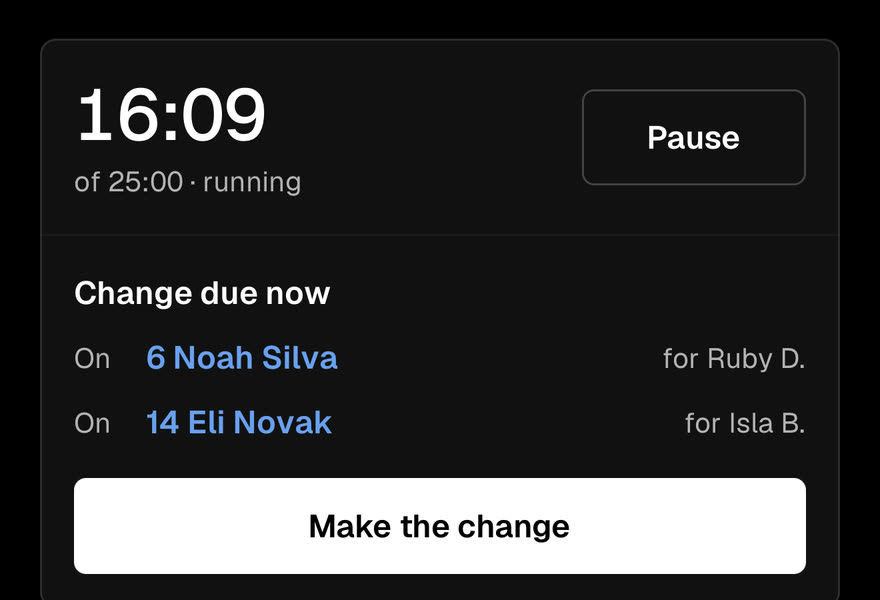 16:09
of 25:00 · running
Pause
Change due now
On 6 Noah Silva for Ruby D.
On 14 Eli Novak for Isla B.
Make the change